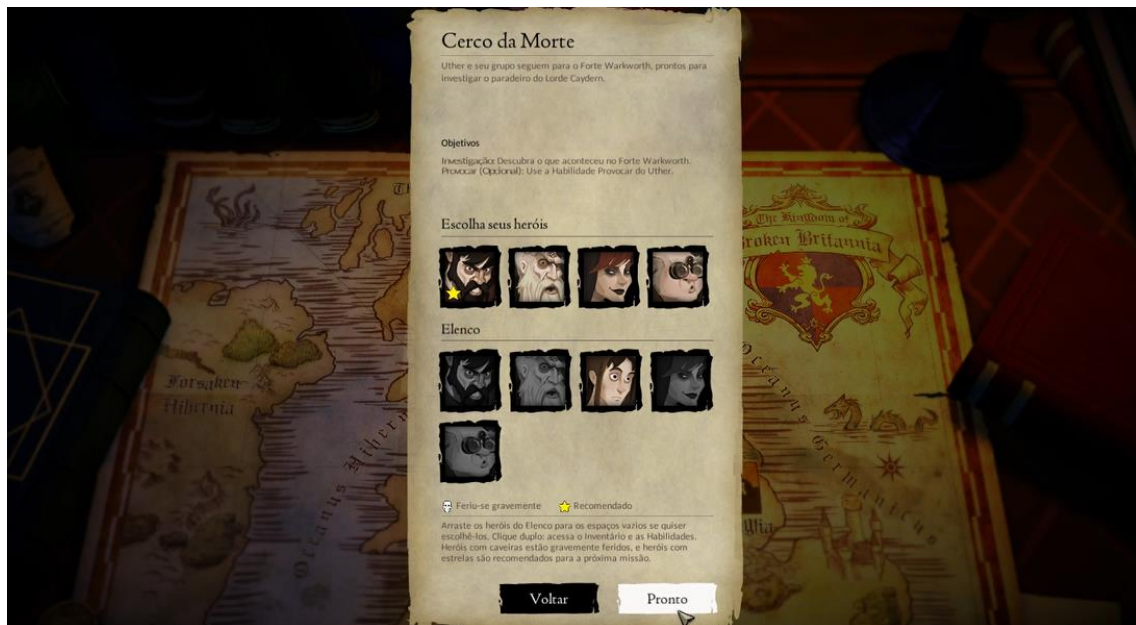 Cerco da Morte
Uther e seu grupo seguem para o Forte Warkworth, prontos para
investigar o paradeiro do Lorde Caydern.
Objetivos
Investigação: Descubra o que aconteceu no Forte Warkworth.
Provocar (Opcional): Use a Habilidade Provocar do Uther.
The Kingdom of
Broken Britannia
Escolha seus heróis
Elenco
Forsaken
Hibernia
Oceanus Hibern
Oceanus Germanicus
Feriu-se gravemente
Recomendado
Arraste os heróis do Elenco para os espaços vazios se quiser
escolhê-los. Clique duplo: acessa o Inventário e as Habilidades.
Heróis com caveiras estão gravemente feridos, e heróis com
estrelas são recomendados para a próxima missão.
Voltar
Pronto